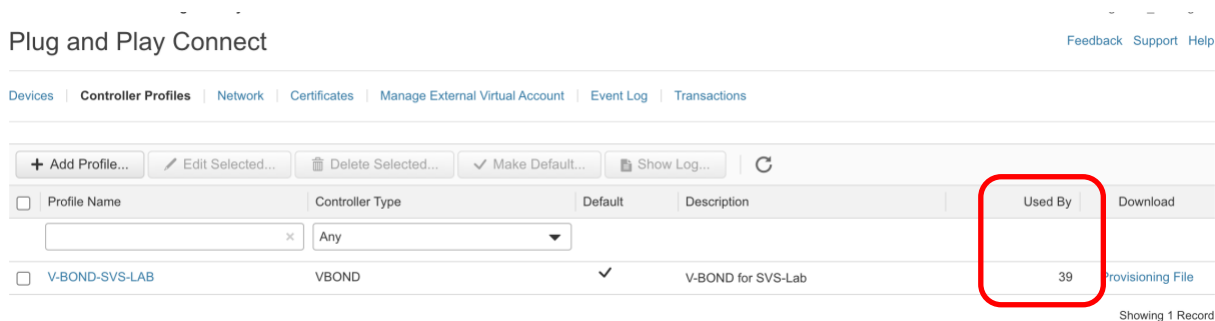 Plug and Play Connect
Feedback Support Help
Devices | Controller Profiles | Network | Certificates | Manage External Virtual Account | Event Log | Transactions
+ Add Profile... Edit Selected... Delete Selected... Make Default... Show Log...
Profile Name Controller Type Default Description Used By Download
× Any
V-BOND-SVS-LAB VBOND ✓ V-BOND for SVS-Lab 39 Provisioning File
Showing 1 Record